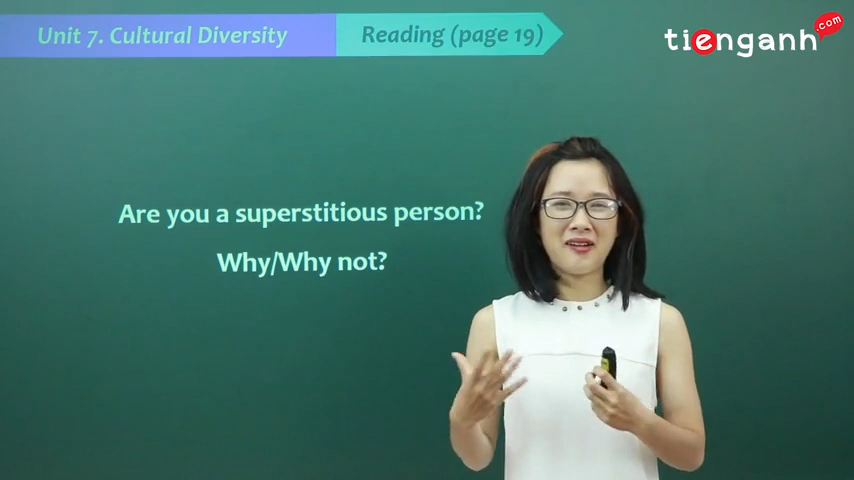 Unit 7. Cultural Diversity
Reading (page 19)
tienganh
.com
Are you a superstitious person?
Why/Why not?